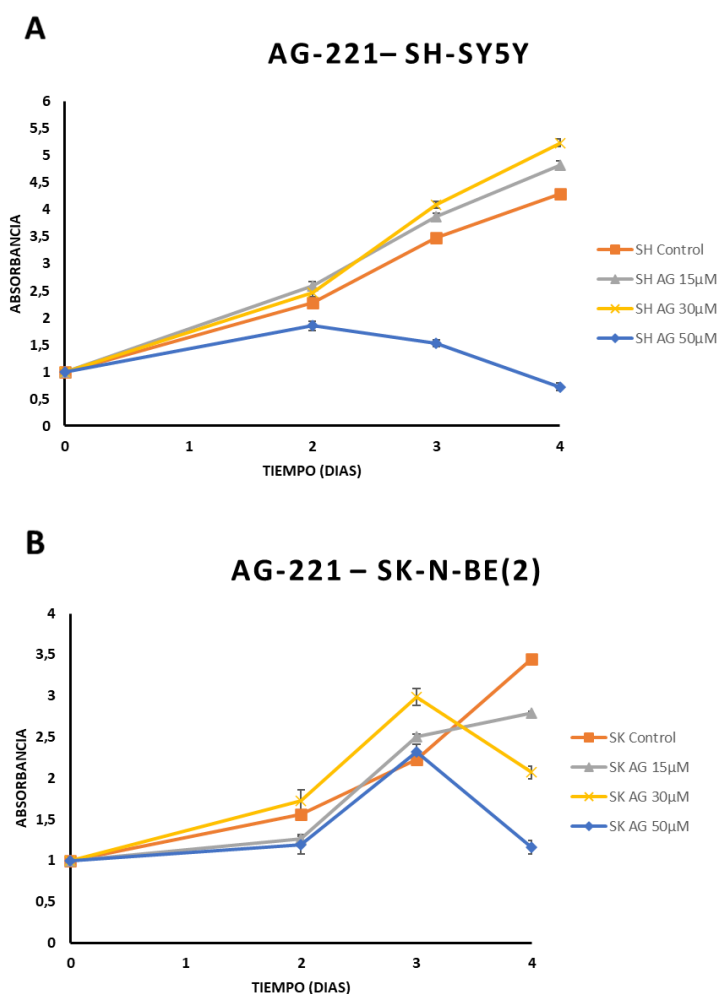 A
AG-221– SH-SY5Y
6
5,5
5
4,5
4
3,5
3
2,5
2
1,5
1
0,5
0
ABSORBANCIA
0 1 2 3 4
TIEMPO (DIAS)
SH Control
SH AG 15µM
SH AG 30µM
SH AG 50µM
B
AG-221 – SK-N-BE(2)
4
3,5
3
2,5
2
1,5
1
0,5
0
ABSORBANCIA
0 1 2 3 4
TIEMPO (DIAS)
SK Control
SK AG 15µM
SK AG 30µM
SK AG 50µM